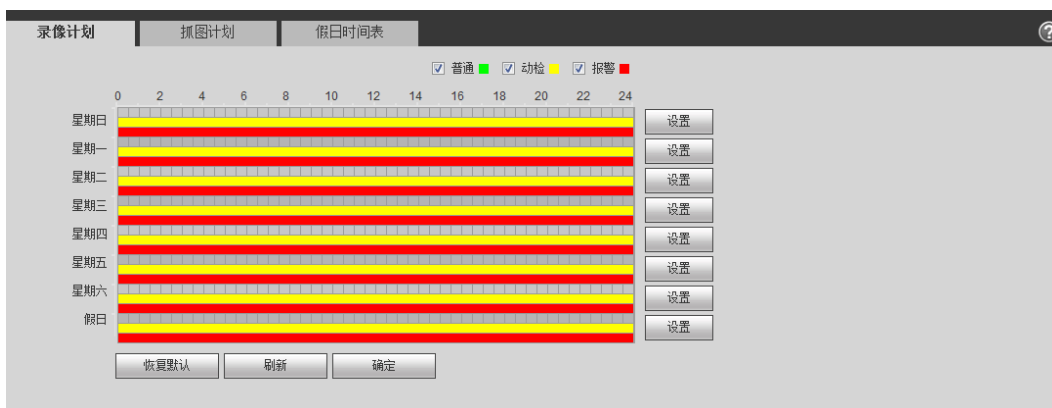 录像计划 抓图计划 假日时间表
普通 动检 报警
0 2 4 6 8 10 12 14 16 18 20 22 24
星期日 设置
星期一 设置
星期二 设置
星期三 设置
星期四 设置
星期五 设置
星期六 设置
假日 设置
恢复默认 刷新 确定